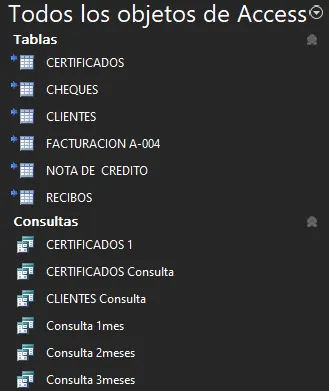 Todos los objetos de Access
Tablas
CERTIFICADOS
CHEQUES
CLIENTES
FACTURACION A-004
NOTA DE  CREDITO
RECIBOS
Consultas
CERTIFICADOS 1
CERTIFICADOS Consulta
CLIENTES Consulta
Consulta 1mes
Consulta 2meses
Consulta 3meses